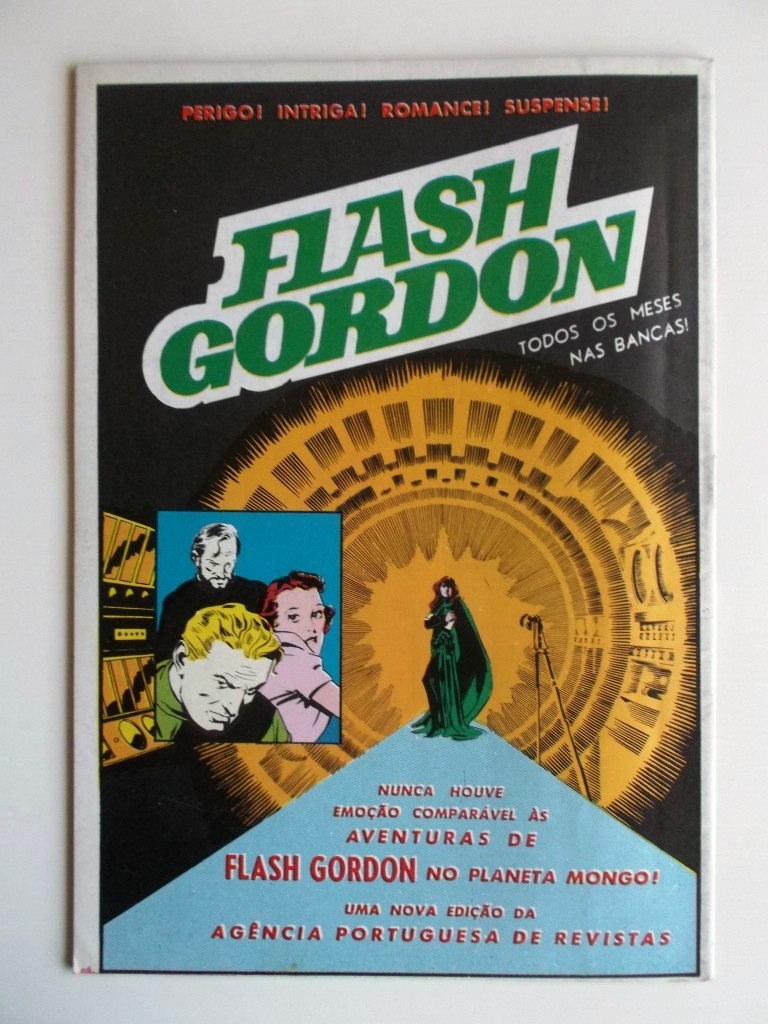 PERIGO! INTRIGA! ROMANCE! SUSPENSE!
FLASH
GORDON
TODOS OS MESES
NAS BANCAS!
NUNCA HOUVE
EMOÇÃO COMPARÁVEL ÀS
AVENTURAS DE
FLASH GORDON NO PLANETA MONGO!
UMA NOVA EDIÇÃO DA
AGÊNCIA PORTUGUESA DE REVISTAS